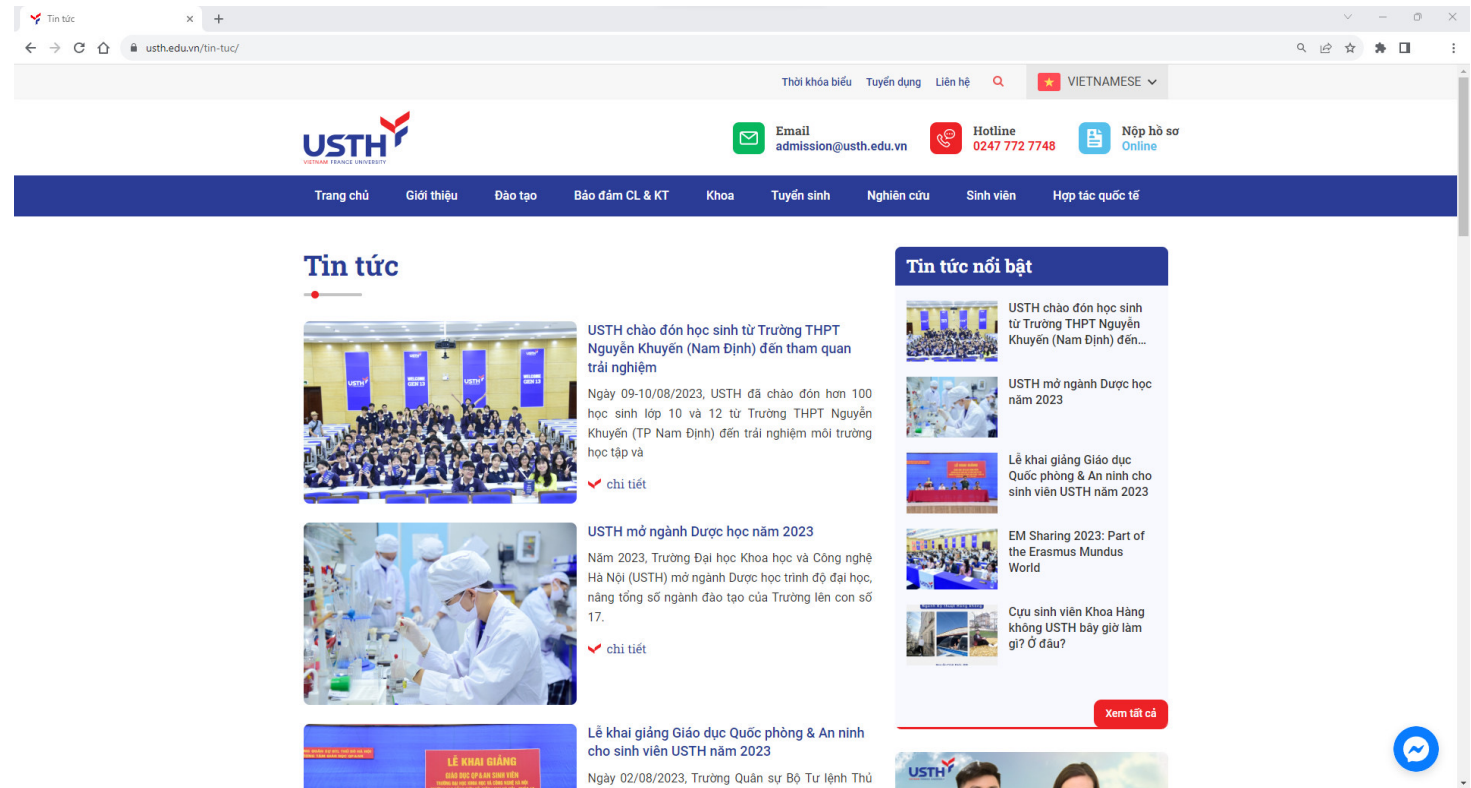 Tin tức
usth.edu.vn/tin-tuc/
Thời khóa biểu Tuyển dụng Liên hệ VIETNAMESE
USTH
VIETNAM FRANCE UNIVERSITY
Email
admission@usth.edu.vn
Hotline
0247 772 7748
Nộp hồ sơ
Online
Trang chủ Giới thiệu Đào tạo Bảo đảm CL & KT Khoa Tuyển sinh Nghiên cứu Sinh viên Hợp tác quốc tế
Tin tức
USTH chào đón học sinh từ Trường THPT
Nguyễn Khuyến (Nam Định) đến tham quan
trải nghiệm
Ngày 09-10/08/2023, USTH đã chào đón hơn 100
học sinh lớp 10 và 12 từ Trường THPT Nguyễn
Khuyến (TP Nam Định) đến trải nghiệm môi trường
học tập và
chi tiết
USTH mở ngành Dược học năm 2023
Năm 2023, Trường Đại học Khoa học và Công nghệ
Hà Nội (USTH) mở ngành Dược học trình độ đại học,
nâng tổng số ngành đào tạo của Trường lên con số
17.
chi tiết
LỄ KHAI GIẢNG
Lễ khai giảng Giáo dục Quốc phòng & An ninh
cho sinh viên USTH năm 2023
Ngày 02/08/2023, Trường Quân sự Bộ Tư lệnh Thủ
Tin tức nổi bật
USTH chào đón học sinh
từ Trường THPT Nguyễn
Khuyến (Nam Định) đến...
USTH mở ngành Dược học
năm 2023
Lễ khai giảng Giáo dục
Quốc phòng & An ninh cho
sinh viên USTH năm 2023
EM Sharing 2023: Part of
the Erasmus Mundus
World
Cựu sinh viên Khoa Hàng
không USTH bây giờ làm
gì? Ở đâu?
Xem tất cả
USTH